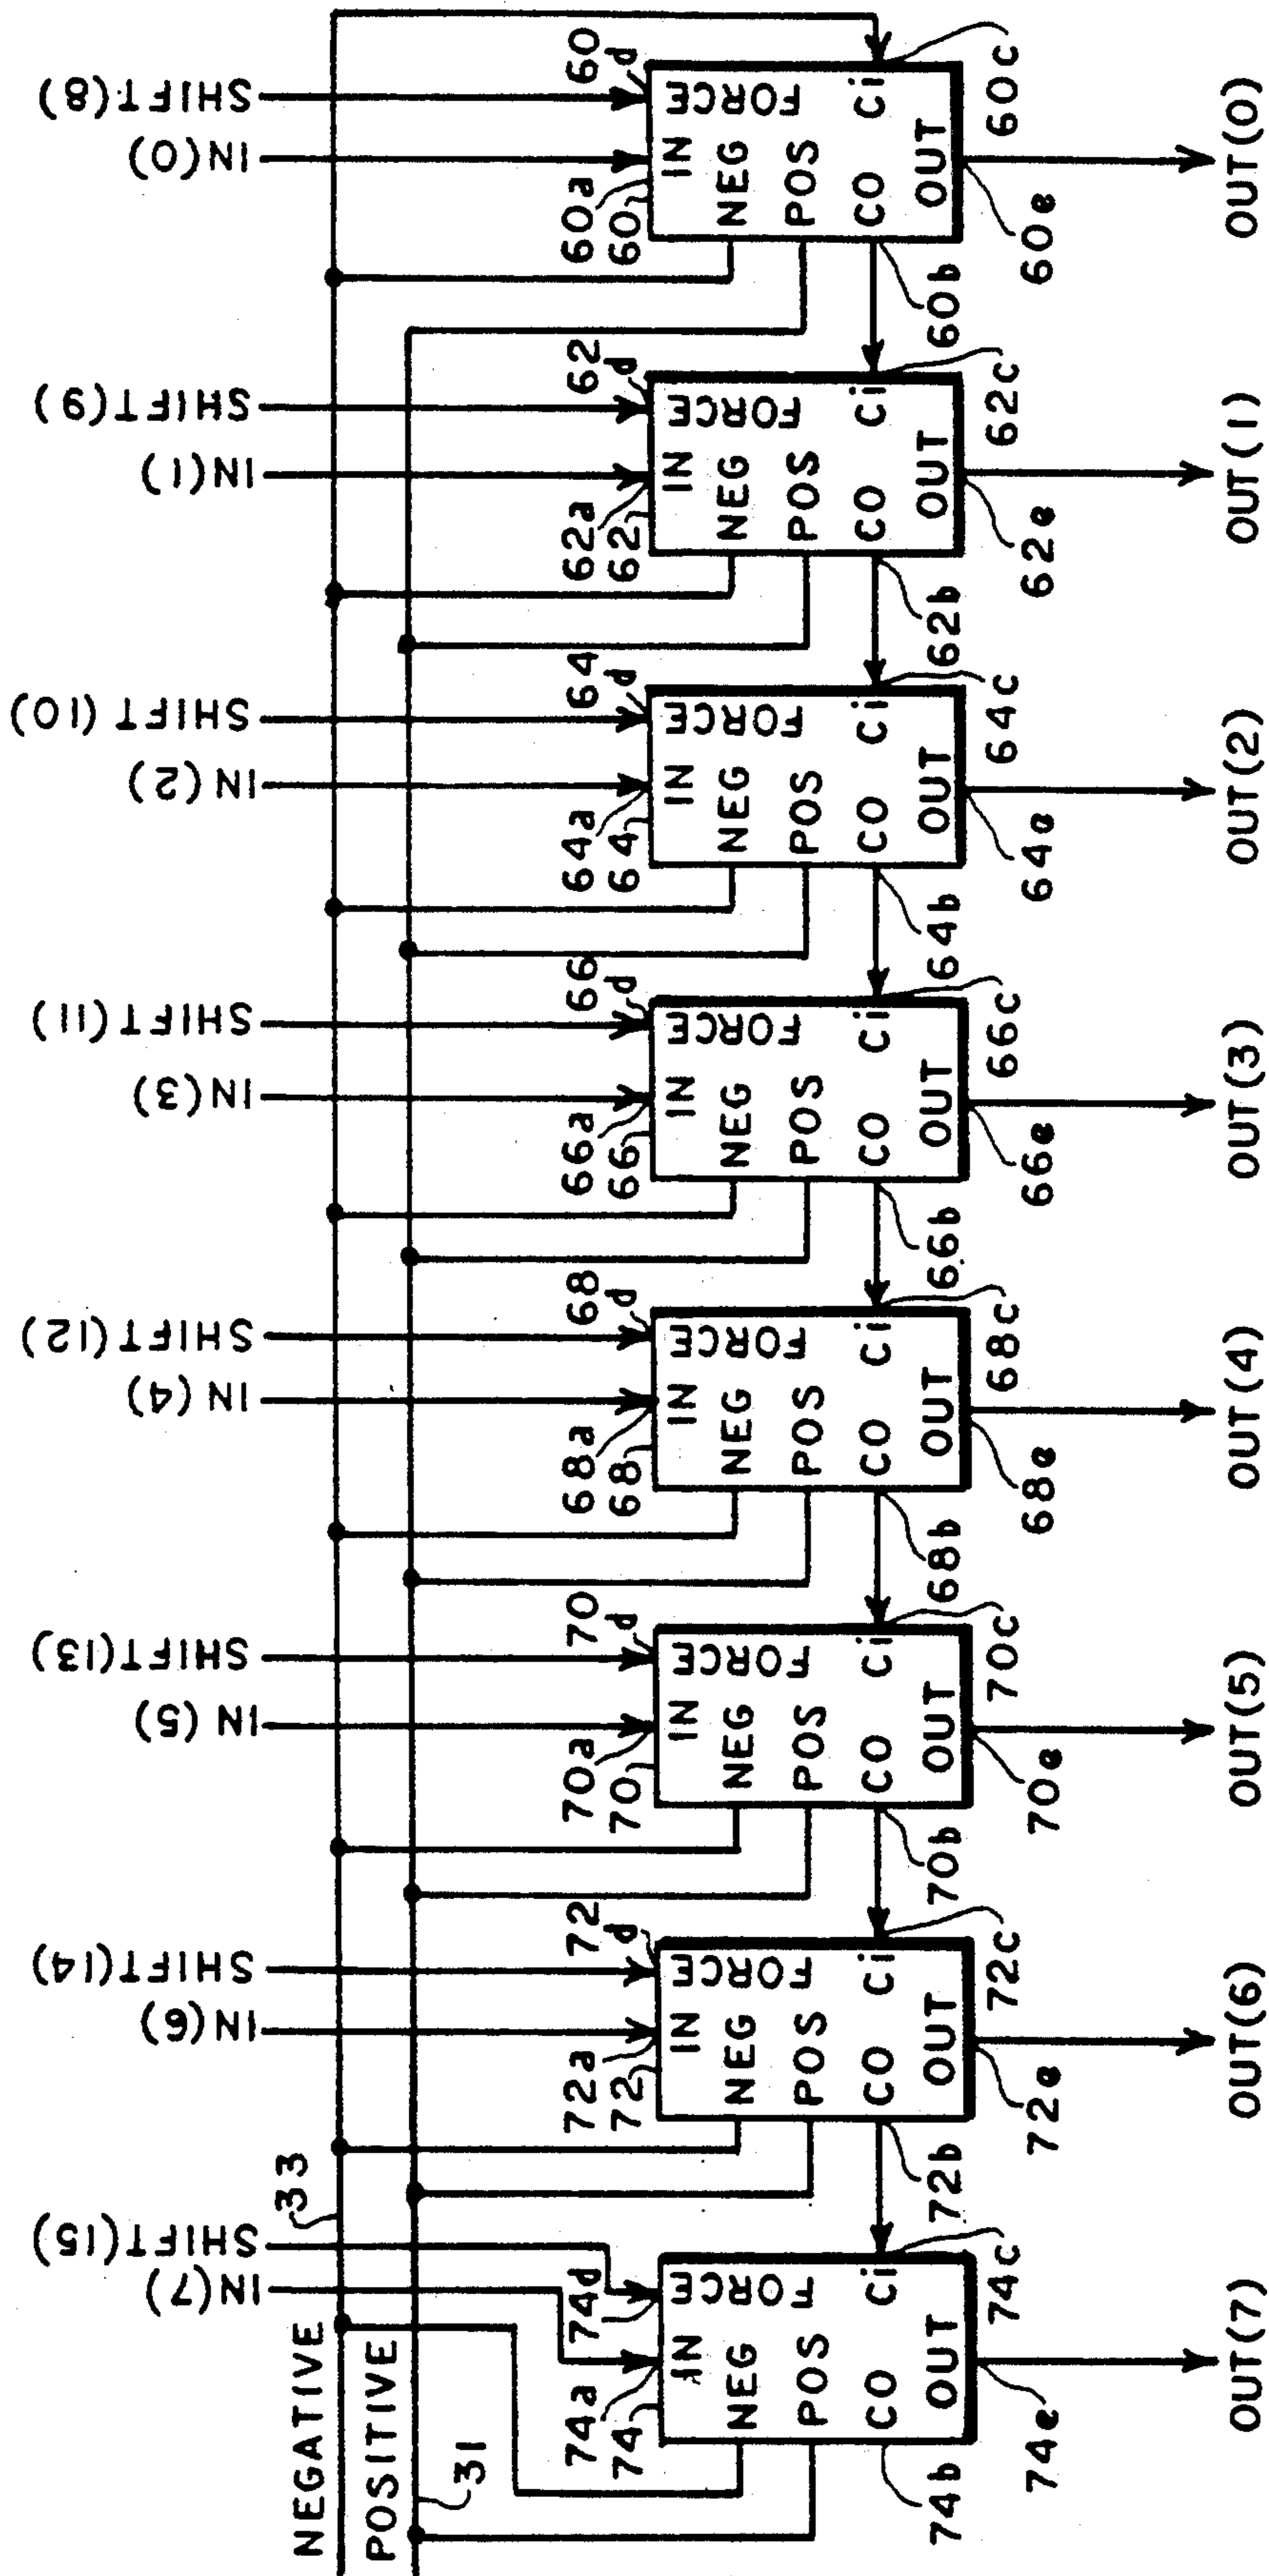 NEGATIVE
33
POSITIVE
31
IN(7)
SHIFT(15)
IN(6)
SHIFT(14)
IN(5)
SHIFT(13)
IN(4)
SHIFT(12)
IN(3)
SHIFT(11)
IN(2)
SHIFT(10)
IN(1)
SHIFT(9)
IN(0)
SHIFT(8)
74a
74
74d
IN
FORCE
NEG
POS
CO
Ci
OUT
74b
74c
74e
OUT(7)
72a
72
72d
IN
FORCE
NEG
POS
CO
Ci
OUT
72b
72c
72e
OUT(6)
70a
70
70d
IN
FORCE
NEG
POS
CO
Ci
OUT
70b
70c
70e
OUT(5)
68a
68
68d
IN
FORCE
NEG
POS
CO
Ci
OUT
68b
68c
68e
OUT(4)
66a
66
66d
IN
FORCE
NEG
POS
CO
Ci
OUT
66b
66c
66e
OUT(3)
64a
64
64d
IN
FORCE
NEG
POS
CO
Ci
OUT
64b
64c
64e
OUT(2)
62a
62
62d
IN
FORCE
NEG
POS
CO
Ci
OUT
62b
62c
62e
OUT(1)
60a
60
60d
IN
FORCE
NEG
POS
CO
Ci
OUT
60b
60c
60e
OUT(0)